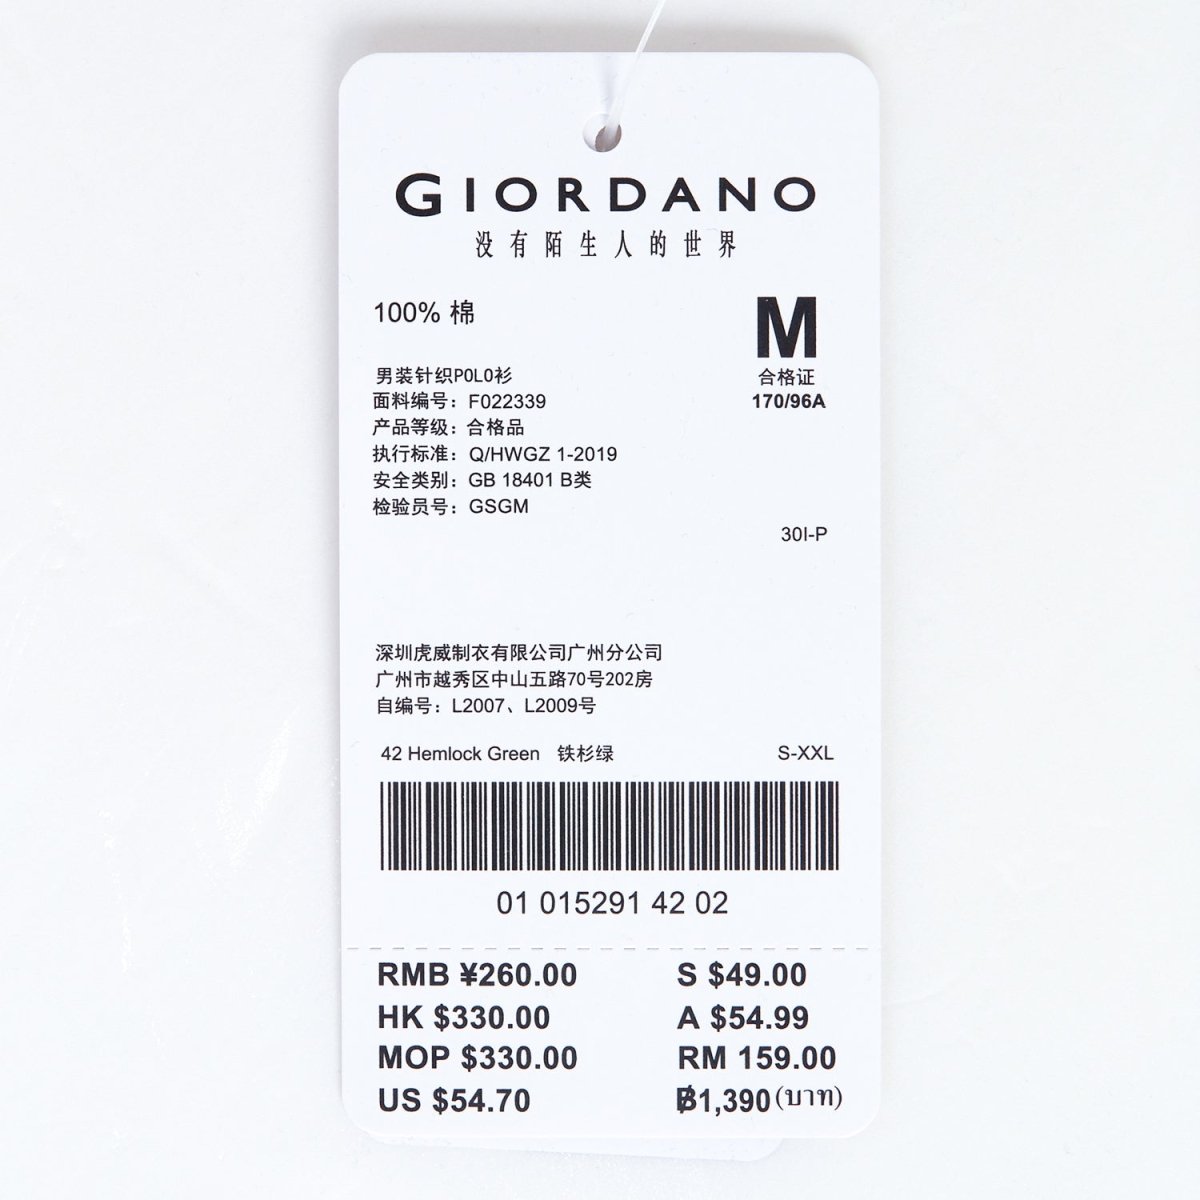 GIORDANO
没有陌生人的世界
100% 棉
M
合格证
170/96A
男装针织POLO衫
面料编号：F022339
产品等级：合格品
执行标准：Q/HWGZ 1-2019
安全类别：GB 18401 B类
检验员号：GSGM
30I-P
深圳虎威制衣有限公司广州分公司
广州市越秀区中山五路70号202房
自编号：L2007、L2009号
42 Hemlock Green 铁杉绿 S-XXL
01 015291 42 02
RMB ¥260.00 S $49.00
HK $330.00 A $54.99
MOP $330.00 RM 159.00
US $54.70 ฿1,390(บาท)